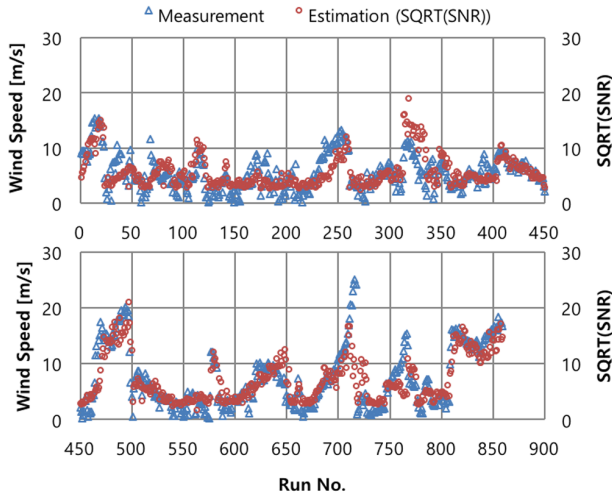 Measurement Estimation (SQRT(SNR))
Wind Speed [m/s]
30
20
10
0
30
20
10
0
SQRT(SNR)
0 50 100 150 200 250 300 350 400 450
Wind Speed [m/s]
30
20
10
0
30
20
10
0
SQRT(SNR)
450 500 550 600 650 700 750 800 850 900
Run No.